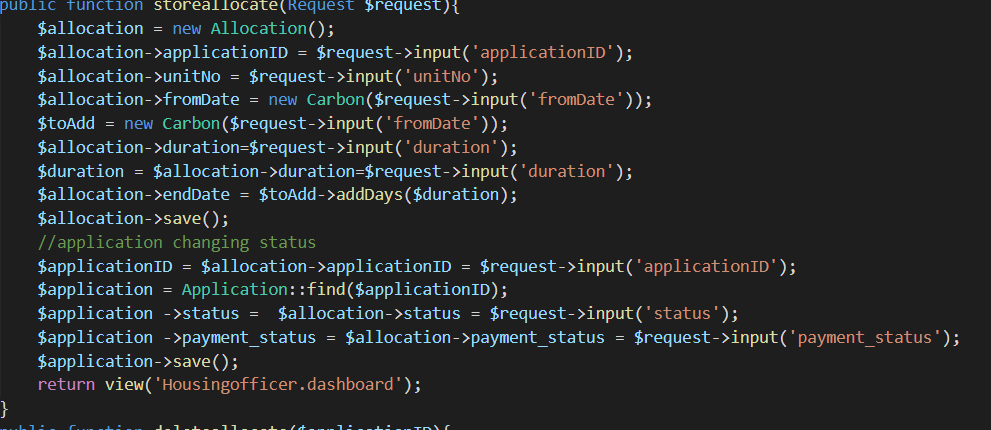 public function storeallocate(Request $request){
$allocation = new Allocation();
$allocation->applicationID = $request->input('applicationID');
$allocation->unitNo = $request->input('unitNo');
$allocation->fromDate = new Carbon($request->input('fromDate'));
$toAdd = new Carbon($request->input('fromDate'));
$allocation->duration=$request->input('duration');
$duration = $allocation->duration=$request->input('duration');
$allocation->endDate = $toAdd->addDays($duration);
$allocation->save();
//application changing status
$applicationID = $allocation->applicationID = $request->input('applicationID');
$application = Application::find($applicationID);
$application ->status =  $allocation->status = $request->input('status');
$application ->payment_status = $allocation->payment_status = $request->input('payment_status');
$application->save();
return view('Housingofficer.dashboard');
}
public function deleteallocate($applicationID){